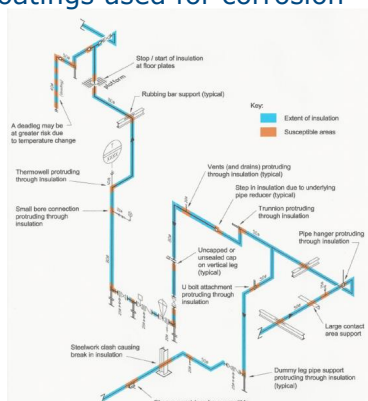 oatings used for corrosion
Stop / start of insulation
at floor plates
platform
Rubbing bar support (typical)
A deadleg may be
at greater risk due
to temperature change
Key:
Extent of insulation
Susceptible areas
Thermowell protruding
through insulation
Vents (and drains) protruding
through insulation
(typical)
Step in insulation due to underlying
pipe reducer (typical)
Trunnion protruding
through insulation
Small bore connection
protruding through
insulation
Pipe hanger protruding
through insulation
Uncapped or
unsealed cap
on vertical leg
(typical)
U bolt attachment
protruding through
insulation
Large contact
area support
Steelwork clash causing
break in insulation
Dummy leg pipe support
protruding through insulation
(typical)